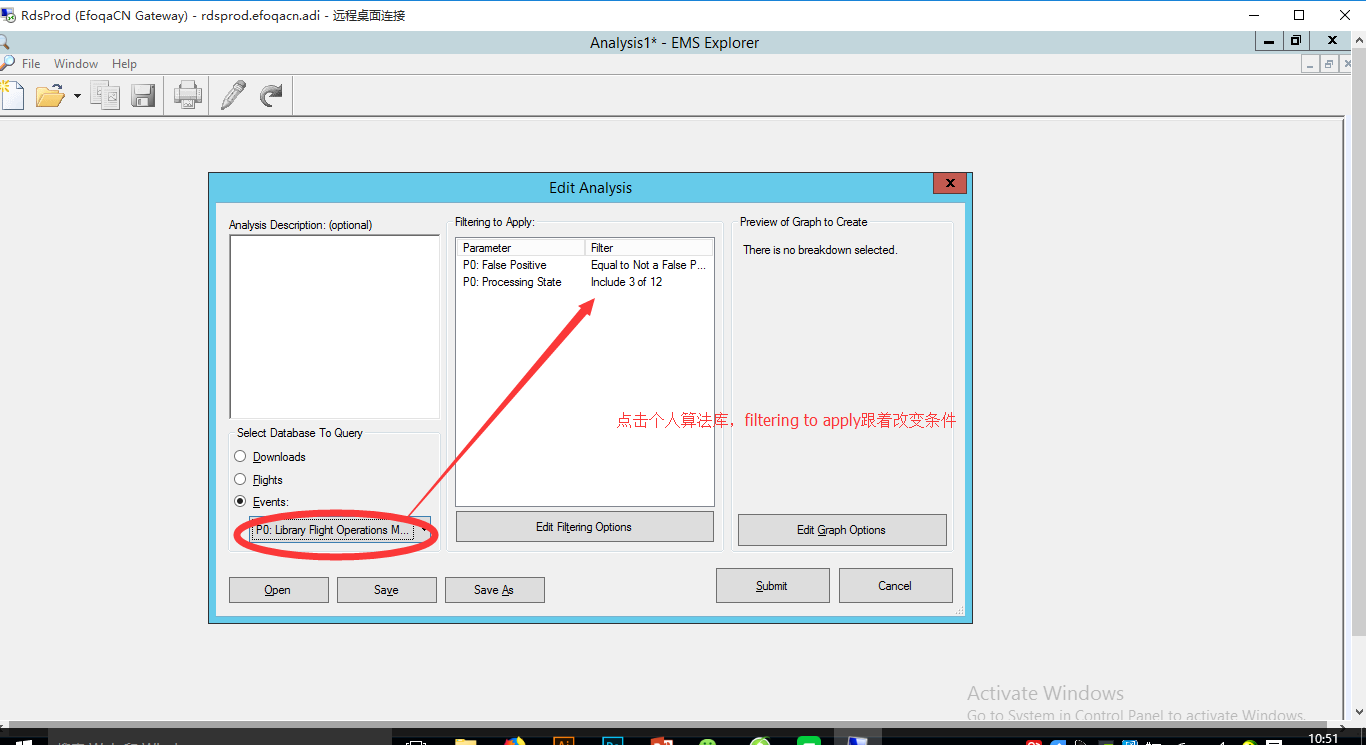 RdsProd (EfoqaCN Gateway) - rdsprod.efoqacn.adi - 远程桌面连接
Analysis1* - EMS Explorer
File Window Help
Edit Analysis
Analysis Description: (optional)
Filtering to Apply:
Preview of Graph to Create
Parameter Filter
There is no breakdown selected.
P0: False Positive Equal to Not a False P...
P0: Processing State Include 3 of 12
点击个人算法库，filtering to apply跟着改变条件
Select Database To Query
Downloads
Flights
Events:
P0: Library Flight Operations M...
Edit Filtering Options
Edit Graph Options
Open
Save
Save As
Submit
Cancel
Activate Windows
Go to System in Control Panel to activate Windows.
10:51